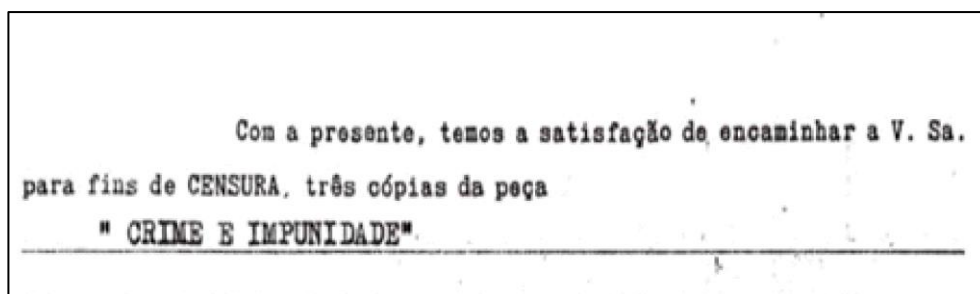 Com a presente, temos a satisfação de encaminhar a V. Sa.
para fins de CENSURA, três cópias da peça
" CRIME E IMPUNIDADE"